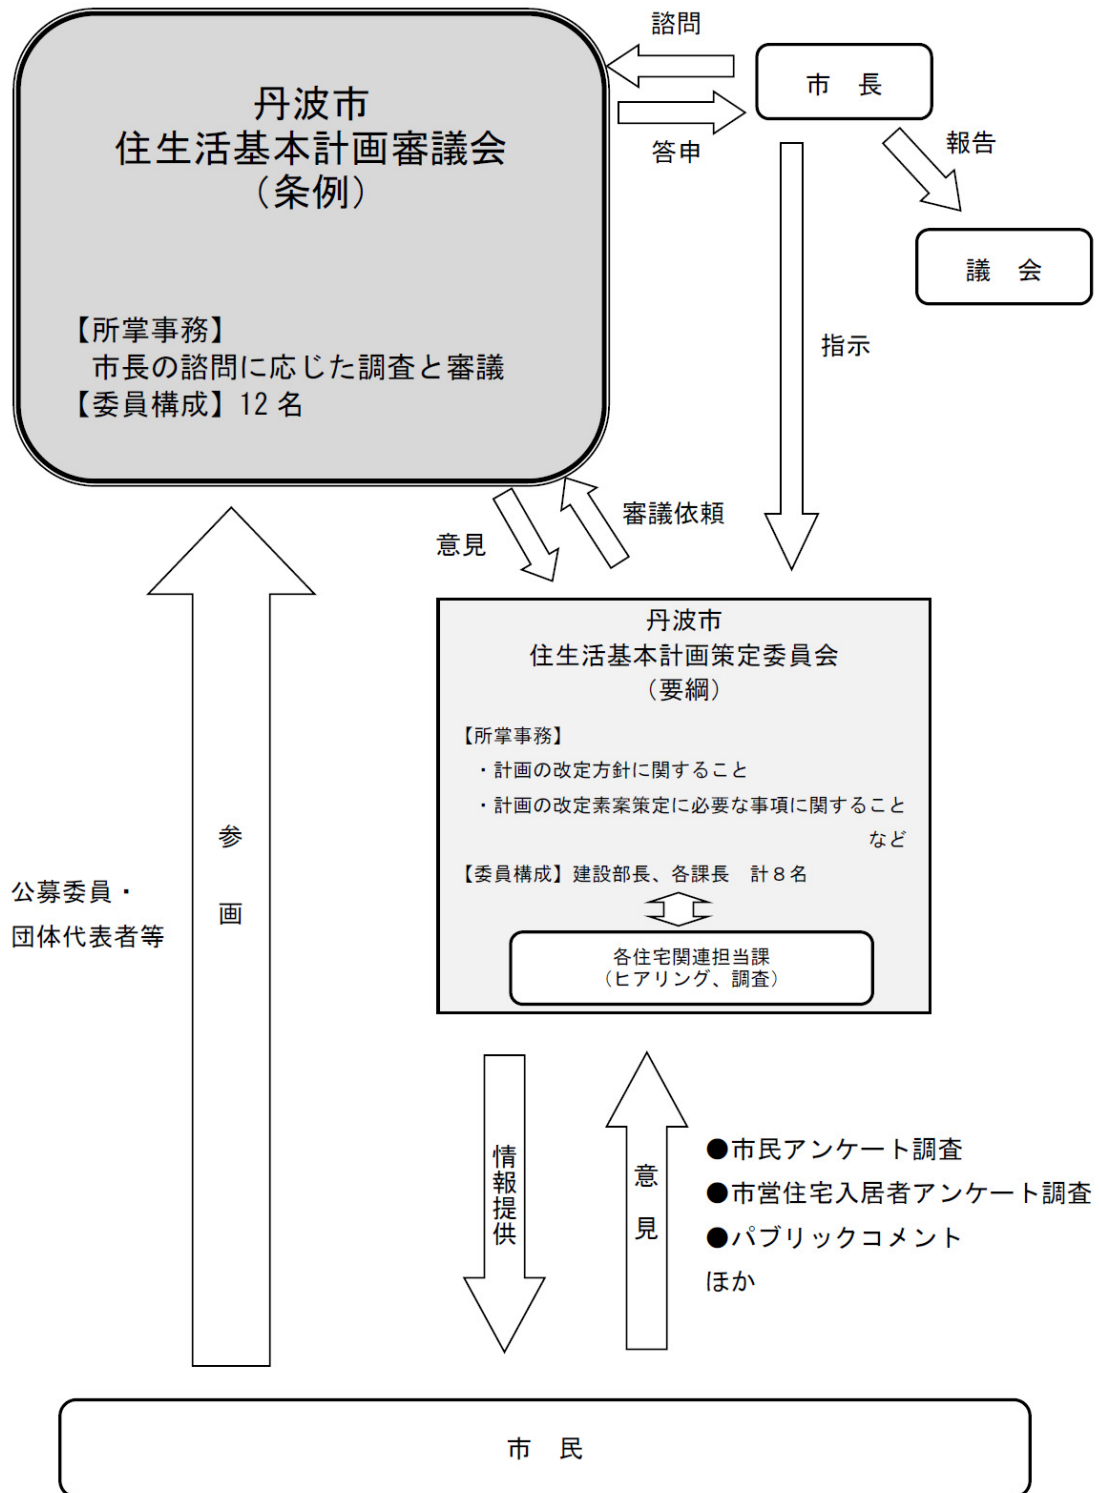 諮問
市　長
答申
報告
議　会
指示
丹波市
住生活基本計画審議会
（条例）
【所掌事務】
市長の諮問に応じた調査と審議
【委員構成】12 名
意見
審議依頼
丹波市
住生活基本計画策定委員会
（要綱）
【所掌事務】
・計画の改定方針に関すること
・計画の改定素案策定に必要な事項に関すること
など
【委員構成】建設部長、各課長　計８名
各住宅関連担当課
（ヒアリング、調査）
参画
公募委員・
団体代表者等
情報提供
意見
●市民アンケート調査
●市営住宅入居者アンケート調査
●パブリックコメント
ほか
市　民